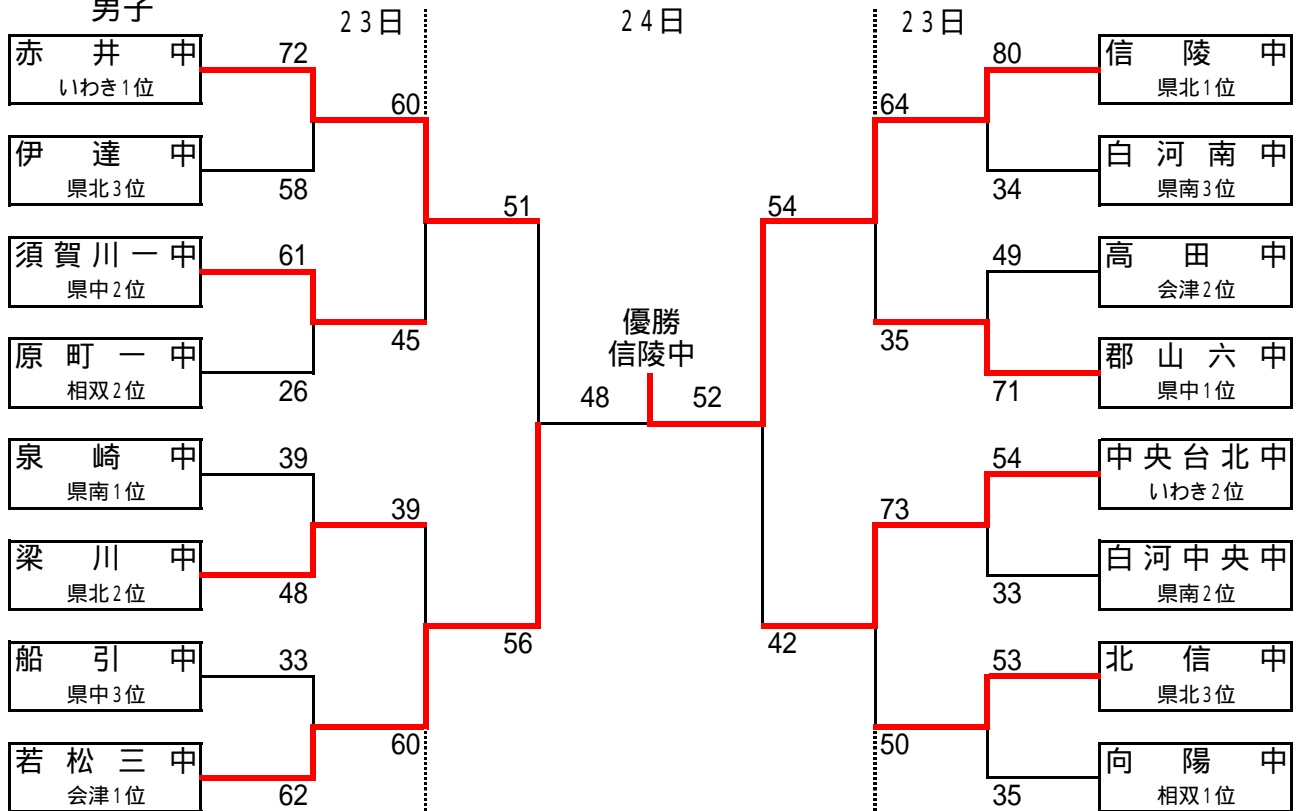 男子
23日
24日
23日
赤井中
いわき1位
72
60
伊達中
県北3位
58
51
須賀川一中
県中2位
61
45
原町一中
相双2位
26
泉崎中
県南1位
39
39
梁川中
県北2位
48
56
船引中
県中3位
33
60
若松三中
会津1位
62
優勝
信陵中
48
52
80
信陵中
県北1位
64
白河南中
県南3位
34
54
49
高田中
会津2位
35
郡山六中
県中1位
71
54
中央台北中
いわき2位
73
白河中央中
県南2位
33
42
53
北信中
県北3位
50
向陽中
相双1位
35